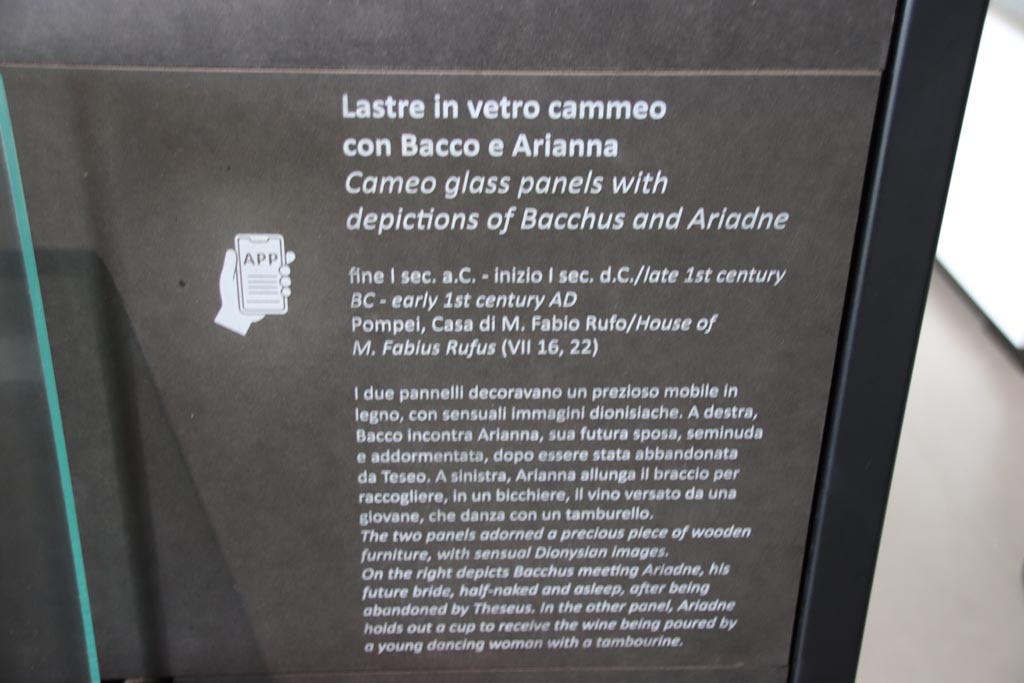 Lastre in vetro cammeo
con Bacco e Arianna
Cameo glass panels with
depictions of Bacchus and Ariadne
APP
fine I sec. a.C. - inizio I sec. d.C./late 1st century
BC - early 1st century AD
Pompei, Casa di M. Fabio Rufo/House of
M. Fabius Rufus (VII 16, 22)
I due pannelli decoravano un prezioso mobile in
legno, con sensuali immagini dionisiache. A destra,
Bacco incontra Arianna, sua futura sposa, seminuda
e addormentata, dopo essere stata abbandonata
da Teseo. A sinistra, Arianna allunga il braccio per
raccogliere, in un bicchiere, il vino versato da una
giovane, che danza con un tamburello.
The two panels adorned a precious piece of wooden
furniture, with sensual Dionysian images.
On the right depicts Bacchus meeting Ariadne, his
future bride, half-naked and asleep, after being
abandoned by Theseus. In the other panel, Ariadne
holds out a cup to receive the wine being poured by
a young dancing woman with a tambourine.